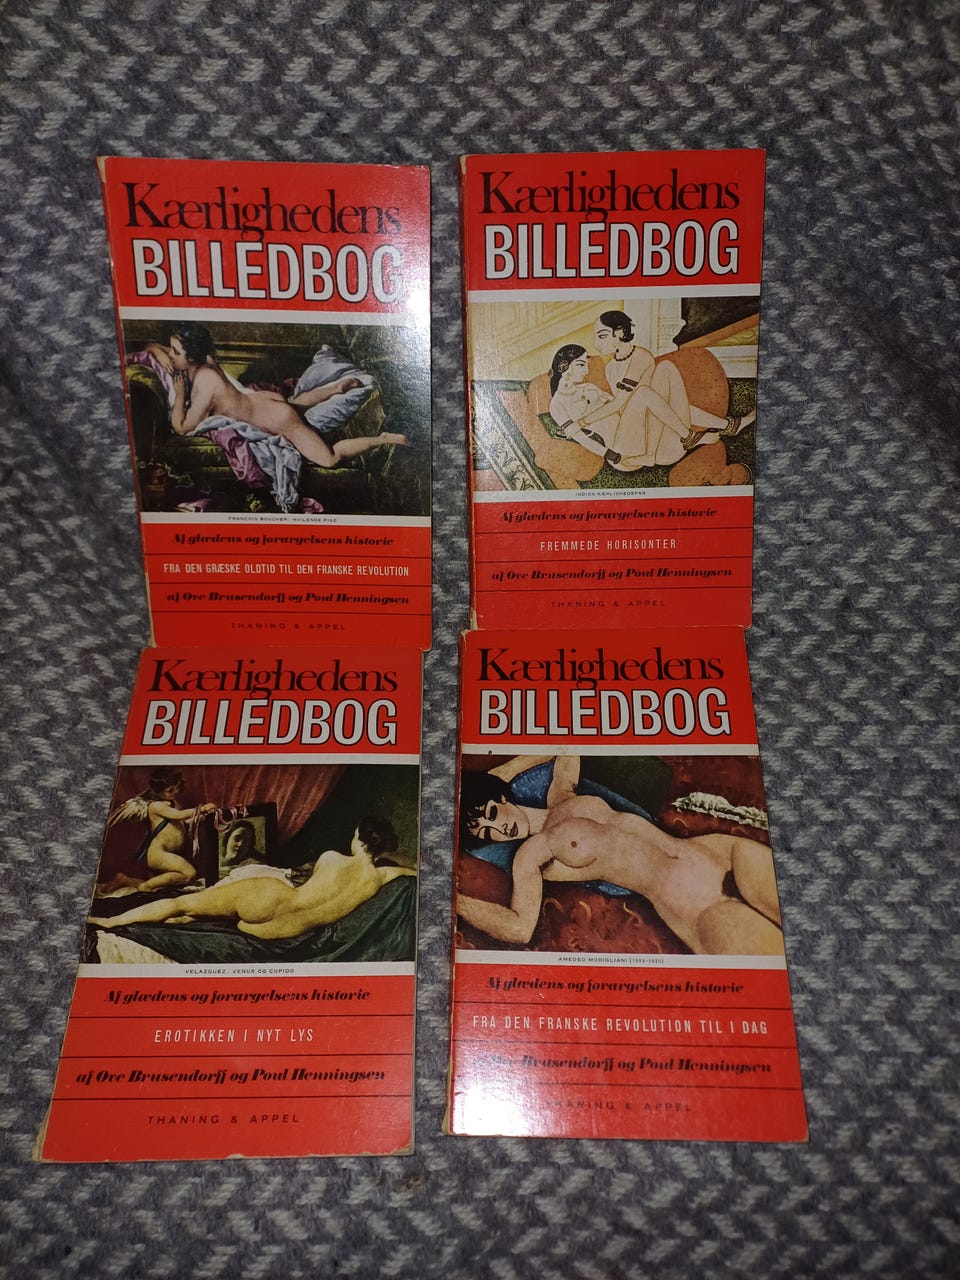 Kærlighedens
BILLEDBOG
FRANCOIS BOUCHER: HVILENDE PIGE
Af glædens og forargelsens historie
FRA DEN GRÆSKE OLDTID TIL DEN FRANSKE REVOLUTION
af Ove Brusendorff og Poul Henningsen
THANING & APPEL
Kærlighedens
BILLEDBOG
INDISK KÆRLIGHEDSPAR
Af glædens og forargelsens historie
FREMMEDE HORISONTER
af Ove Brusendorff og Poul Henningsen
THANING & APPEL
Kærlighedens
BILLEDBOG
VELAZQUEZ - VENUS OG CUPIDO
Af glædens og forargelsens historie
EROTIKKEN I NYT LYS
af Ove Brusendorff og Poul Henningsen
THANING & APPEL
Kærlighedens
BILLEDBOG
AMEDEO MODIGLIANI
Af glædens og forargelsens historie
FRA DEN FRANSKE REVOLUTION TIL I DAG
Ove Brusendorff og Poul Henningsen
THANING & APPEL